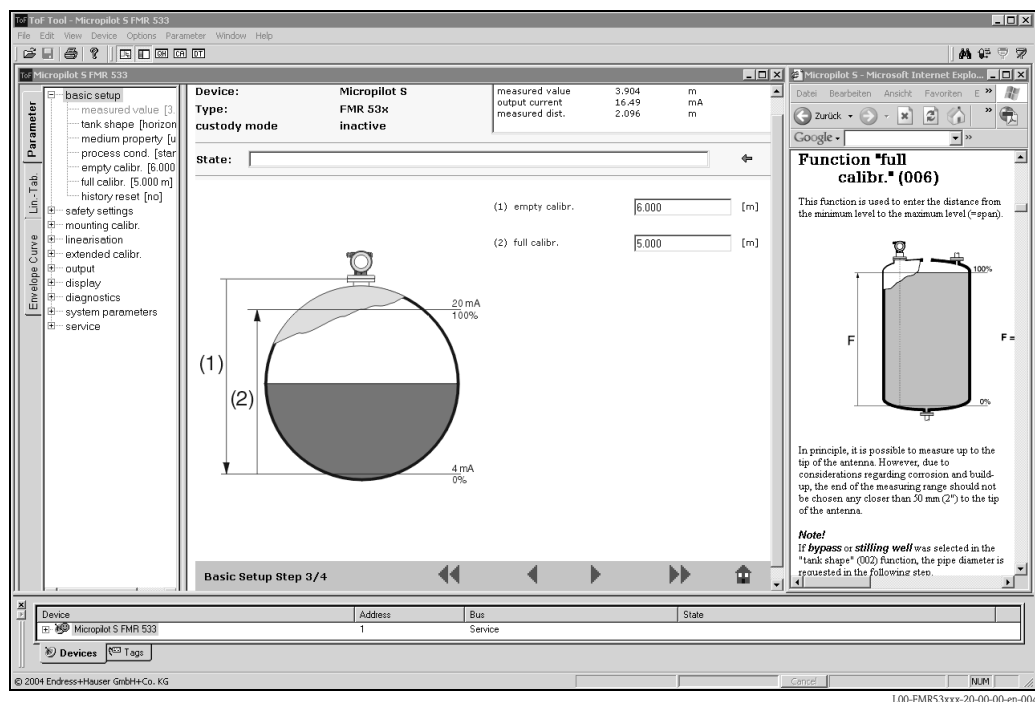 ToF Tool - Micropilot S FMR 533
File Edit View Device Options Parameter Window Help
Micropilot S FMR 533
Parameter
Lin.-Tab.
Envelope Curve
basic setup
measured value [3.
tank shape [horizon
medium property [u
process cond. [star
empty calibr. [6.000
full calibr. [5.000 m]
history reset [no]
safety settings
mounting calibr.
linearisation
extended calibr.
output
display
diagnostics
system parameters
service
Device: Micropilot S
Type: FMR 53x
custody mode inactive
measured value 3.904 m
output current 16.49 mA
measured dist. 2.096 m
State:
(1) empty calibr. 6.000 [m]
(2) full calibr. 5.000 [m]
20 mA
100%
(1)
(2)
4 mA
0%
Basic Setup Step 3/4
Micropilot S - Microsoft Internet Explo...
Datei Bearbeiten Ansicht Favoriten E »
Zurück »
Google »
Function "full
calibr." (006)
This function is used to enter the distance from
the minimum level to the maximum level (=span).
100%
F
F =
0%
In principle, it is possible to measure up to the
tip of the antenna. However, due to
considerations regarding corrosion and build-
up, the end of the measuring range should not
be chosen any closer than 50 mm (2") to the tip
of the antenna.
Note!
If bypass or stilling well was selected in the
"tank shape" (002) function, the pipe diameter is
requested in the following step.
Device Address Bus State
Micropilot S FMR 533 1 Service
Devices Tags
© 2004 Endress+Hauser GmbH+Co. KG
Cancel
NUM
L00-FMR53xxx-20-00-00-en-004